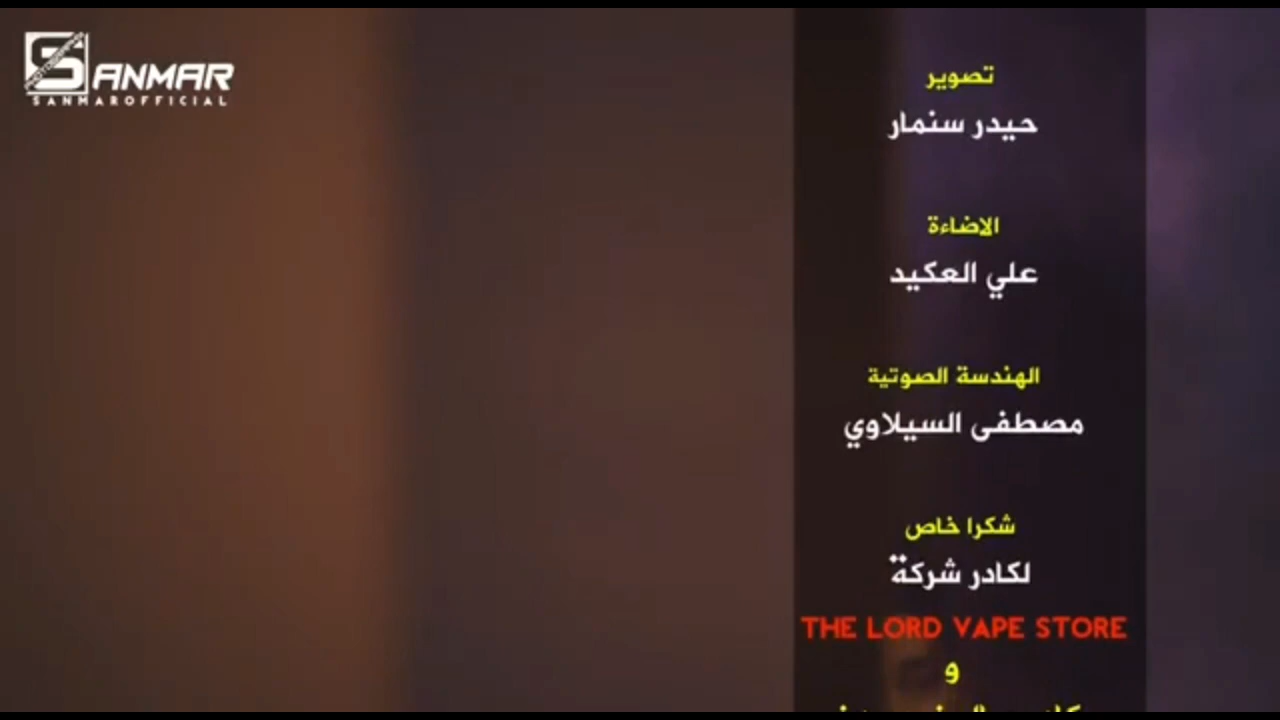 SANMAR
SANMAROFFICIAL
تصوير
حيدر سنمار
الاضاءة
علي العكيد
الهندسة الصوتية
مصطفى السيلاوي
شكرا خاص
لكادر شركة
THE LORD VAPE STORE
و